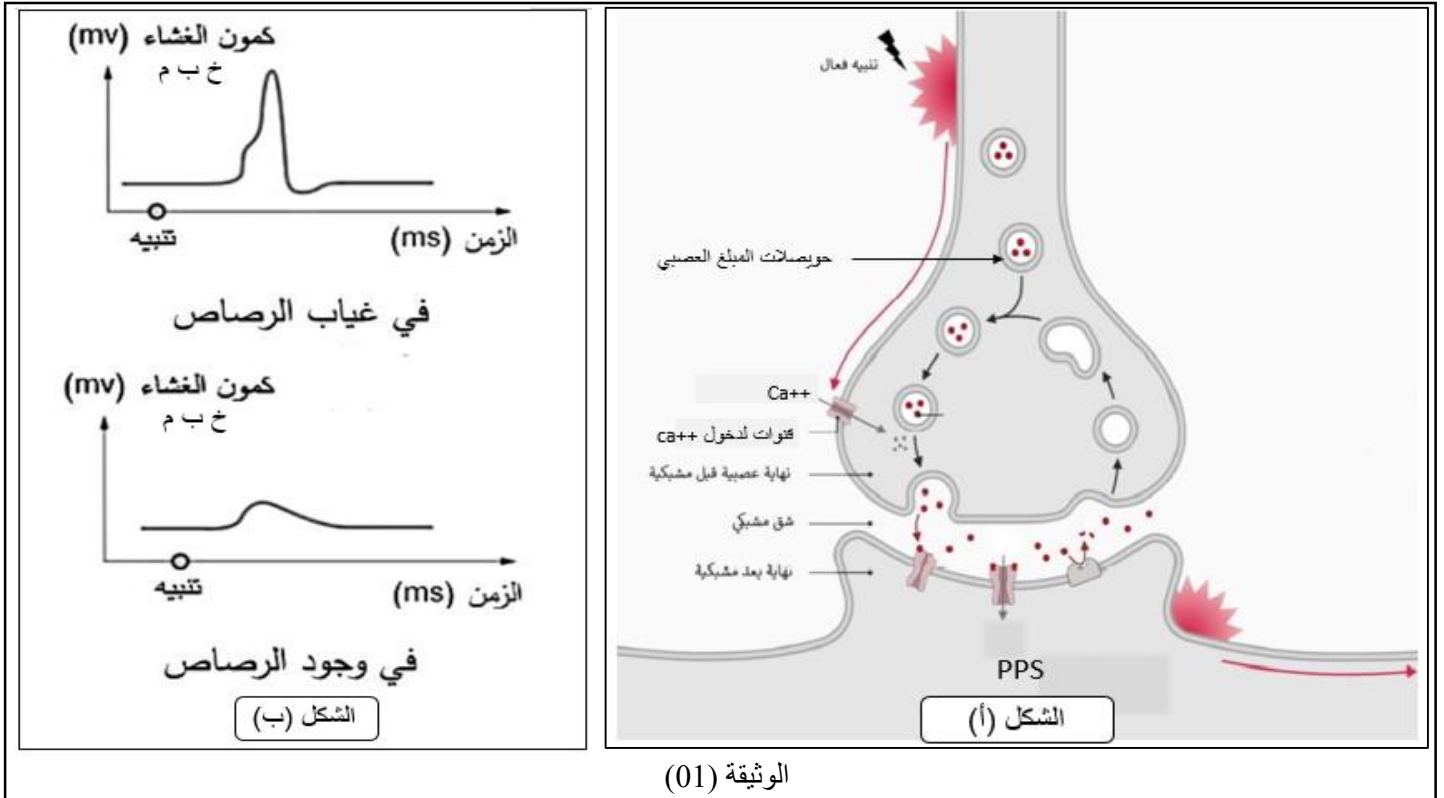 كمون الغشاء (mv)
خ ب م
تنبيه
الزمن (ms)
في غياب الرصاص
كمون الغشاء (mv)
خ ب م
تنبيه
الزمن (ms)
في وجود الرصاص
الشكل (ب)
تنبيه فعال
حويصلات المبلغ العصبي
Ca++
قنوات لدخول ca++
نهاية عصبية قبل مشبكية
شق مشبكي
نهاية بعد مشبكية
PPS
الشكل (أ)
الوثيقة (01)